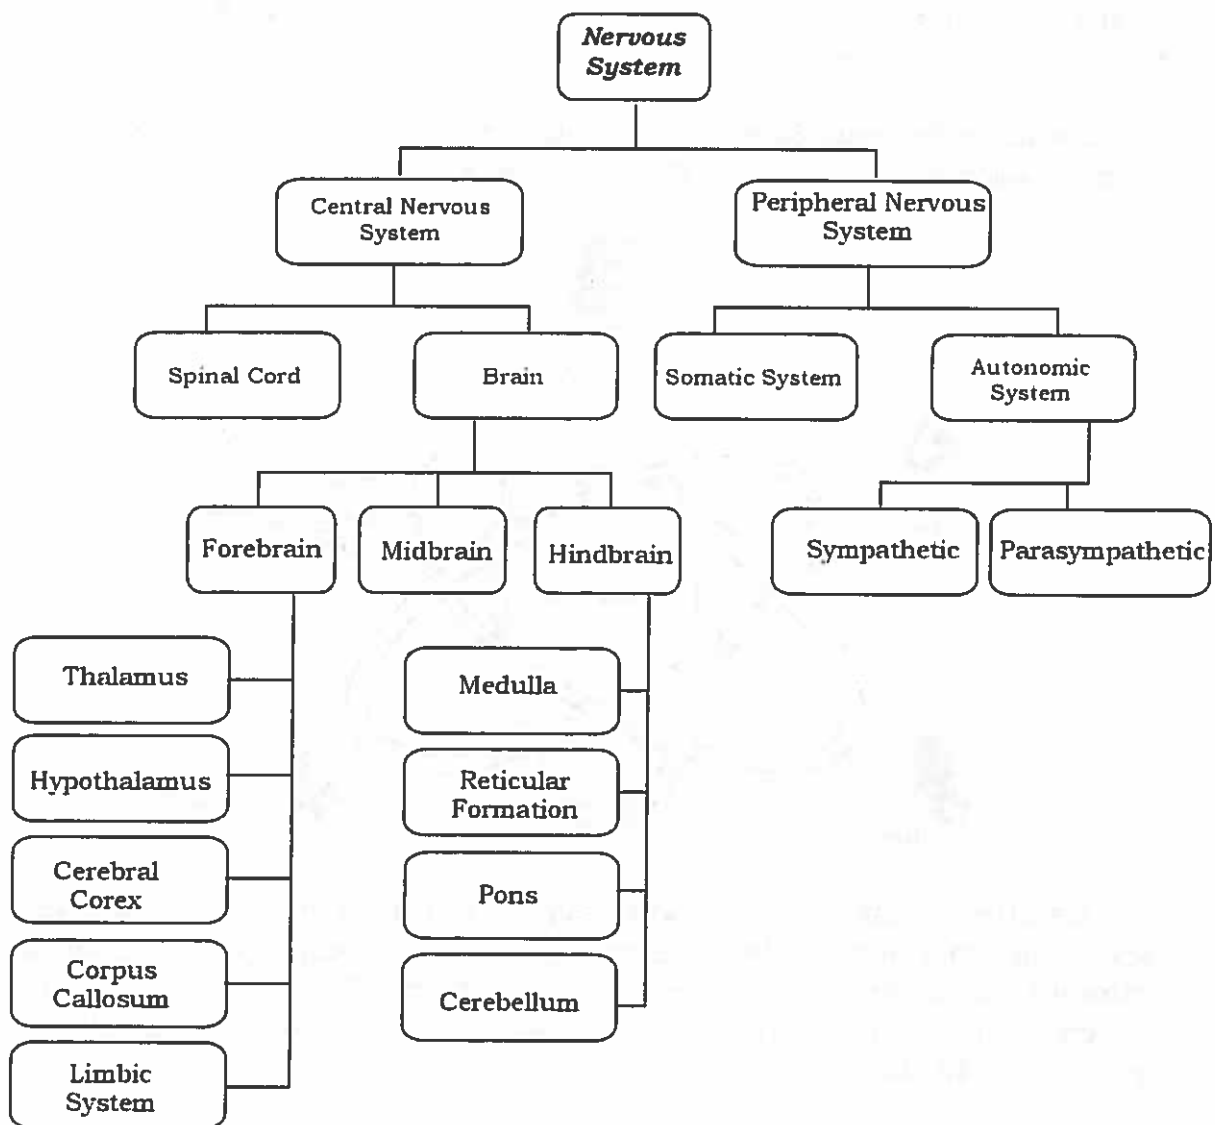 Nervous
System
Central Nervous
System
Peripheral Nervous
System
Spinal Cord
Brain
Somatic System
Autonomic
System
Forebrain
Midbrain
Hindbrain
Sympathetic
Parasympathetic
Thalamus
Hypothalamus
Cerebral
Corex
Corpus
Callosum
Limbic
System
Medulla
Reticular
Formation
Pons
Cerebellum